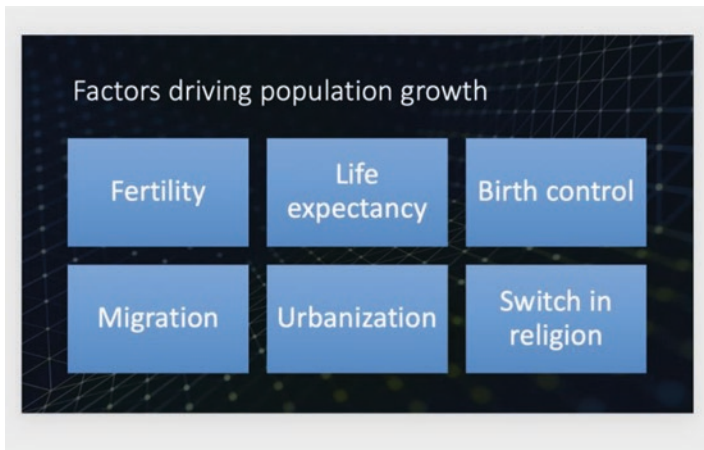 Factors driving population growth
Fertility
Life
expectancy
Birth control
Migration
Urbanization
Switch in
religion